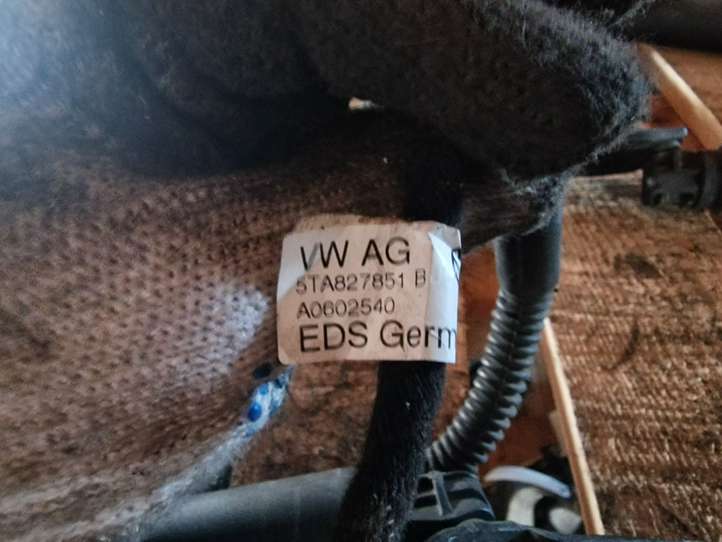 VW AG
5TA827851 B
A0602540
EDS Germ